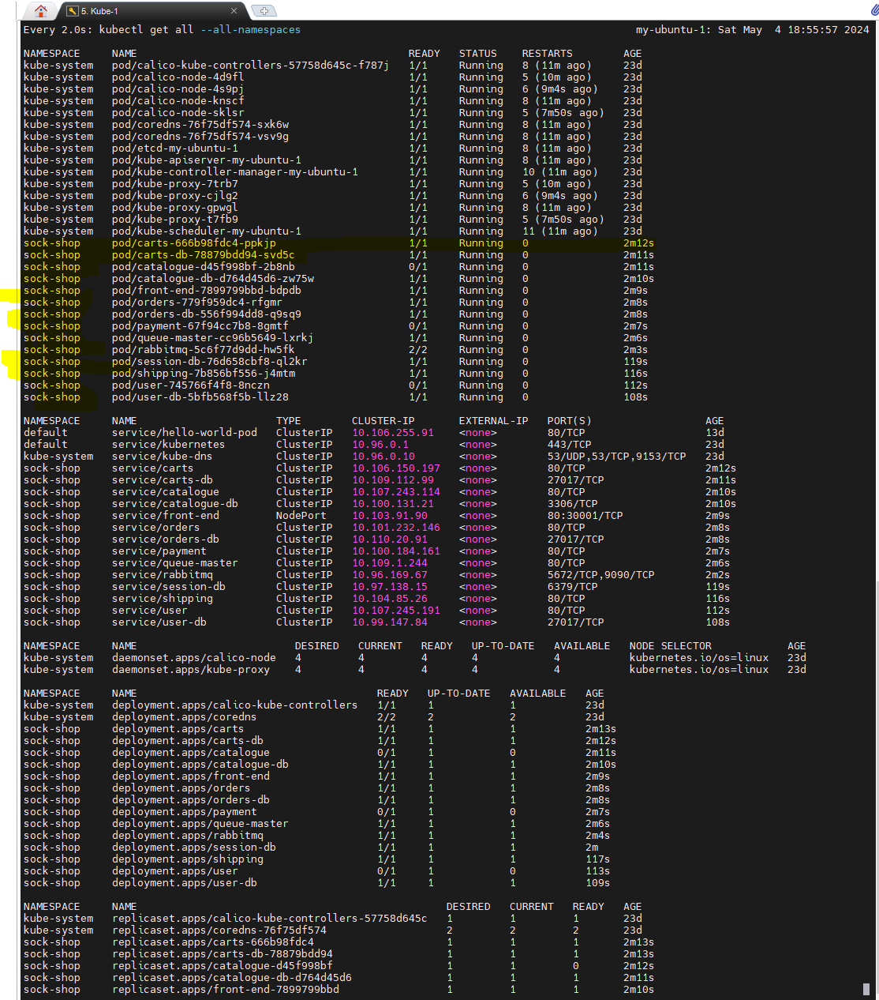 5. Kube-1
Every 2.0s: kubectl get all --all-namespaces my-ubuntu-1: Sat May 4 18:55:57 2024
NAMESPACE NAME READY STATUS RESTARTS AGE
kube-system pod/calico-kube-controllers-57758d645c-f787j 1/1 Running 8 (11m ago) 23d
kube-system pod/calico-node-4d9fl 1/1 Running 5 (10m ago) 23d
kube-system pod/calico-node-4s9pj 1/1 Running 6 (9m4s ago) 23d
kube-system pod/calico-node-knscf 1/1 Running 8 (11m ago) 23d
kube-system pod/calico-node-sklsr 1/1 Running 5 (7m50s ago) 23d
kube-system pod/coredns-76f75df574-sxk6w 1/1 Running 8 (11m ago) 23d
kube-system pod/coredns-76f75df574-vsv9g 1/1 Running 8 (11m ago) 23d
kube-system pod/etcd-my-ubuntu-1 1/1 Running 8 (11m ago) 23d
kube-system pod/kube-apiserver-my-ubuntu-1 1/1 Running 8 (11m ago) 23d
kube-system pod/kube-controller-manager-my-ubuntu-1 1/1 Running 10 (11m ago) 23d
kube-system pod/kube-proxy-7trb7 1/1 Running 5 (10m ago) 23d
kube-system pod/kube-proxy-cjlg2 1/1 Running 6 (9m4s ago) 23d
kube-system pod/kube-proxy-gpwgl 1/1 Running 8 (11m ago) 23d
kube-system pod/kube-proxy-t7fb9 1/1 Running 5 (7m50s ago) 23d
kube-system pod/kube-scheduler-my-ubuntu-1 1/1 Running 11 (11m ago) 23d
sock-shop pod/carts-666b98fdc4-ppkjp 1/1 Running 0 2m12s
sock-shop pod/carts-db-78879bdd94-svd5c 1/1 Running 0 2m11s
sock-shop pod/catalogue-d45f998bf-2b8nb 0/1 Running 0 2m11s
sock-shop pod/catalogue-db-d764d45d6-zw75w 1/1 Running 0 2m10s
sock-shop pod/front-end-7899799bbd-bdpdb 1/1 Running 0 2m9s
sock-shop pod/orders-779f959dc4-rfgmr 1/1 Running 0 2m8s
sock-shop pod/orders-db-556f994dd8-q9sq9 1/1 Running 0 2m8s
sock-shop pod/payment-67f94cc7b8-8gmtf 0/1 Running 0 2m7s
sock-shop pod/queue-master-cc96b5649-lxrkj 1/1 Running 0 2m6s
sock-shop pod/rabbitmq-5c6f77d9dd-hw5fk 2/2 Running 0 2m3s
sock-shop pod/session-db-76d658cbf8-ql2kr 1/1 Running 0 119s
sock-shop pod/shipping-7b856bf556-j4mtm 1/1 Running 0 116s
sock-shop pod/user-745766f4f8-8nczn 0/1 Running 0 112s
sock-shop pod/user-db-5bfb568f5b-llz28 1/1 Running 0 108s
NAMESPACE NAME TYPE CLUSTER-IP EXTERNAL-IP PORT(S) AGE
default service/hello-world-pod ClusterIP 10.106.255.91 <none> 80/TCP 13d
default service/kubernetes ClusterIP 10.96.0.1 <none> 443/TCP 23d
kube-system service/kube-dns ClusterIP 10.96.0.10 <none> 53/UDP,53/TCP,9153/TCP 23d
sock-shop service/carts ClusterIP 10.106.150.197 <none> 80/TCP 2m12s
sock-shop service/carts-db ClusterIP 10.109.112.99 <none> 27017/TCP 2m11s
sock-shop service/catalogue ClusterIP 10.107.243.114 <none> 80/TCP 2m10s
sock-shop service/catalogue-db ClusterIP 10.100.131.21 <none> 3306/TCP 2m10s
sock-shop service/front-end NodePort 10.103.91.90 <none> 80:30001/TCP 2m9s
sock-shop service/orders ClusterIP 10.101.232.146 <none> 80/TCP 2m8s
sock-shop service/orders-db ClusterIP 10.110.20.91 <none> 27017/TCP 2m8s
sock-shop service/payment ClusterIP 10.100.184.161 <none> 80/TCP 2m7s
sock-shop service/queue-master ClusterIP 10.109.1.244 <none> 80/TCP 2m6s
sock-shop service/rabbitmq ClusterIP 10.96.169.67 <none> 5672/TCP,9090/TCP 2m2s
sock-shop service/session-db ClusterIP 10.97.138.15 <none> 6379/TCP 119s
sock-shop service/shipping ClusterIP 10.104.85.26 <none> 80/TCP 116s
sock-shop service/user ClusterIP 10.107.245.191 <none> 80/TCP 112s
sock-shop service/user-db ClusterIP 10.99.147.84 <none> 27017/TCP 108s
NAMESPACE NAME DESIRED CURRENT READY UP-TO-DATE AVAILABLE NODE SELECTOR AGE
kube-system daemonset.apps/calico-node 4 4 4 4 4 kubernetes.io/os=linux 23d
kube-system daemonset.apps/kube-proxy 4 4 4 4 4 kubernetes.io/os=linux 23d
NAMESPACE NAME READY UP-TO-DATE AVAILABLE AGE
kube-system deployment.apps/calico-kube-controllers 1/1 1 1 23d
kube-system deployment.apps/coredns 2/2 2 2 23d
sock-shop deployment.apps/carts 1/1 1 1 2m13s
sock-shop deployment.apps/carts-db 1/1 1 1 2m12s
sock-shop deployment.apps/catalogue 0/1 1 0 2m11s
sock-shop deployment.apps/catalogue-db 1/1 1 1 2m10s
sock-shop deployment.apps/front-end 1/1 1 1 2m9s
sock-shop deployment.apps/orders 1/1 1 1 2m8s
sock-shop deployment.apps/orders-db 1/1 1 1 2m8s
sock-shop deployment.apps/payment 0/1 1 0 2m7s
sock-shop deployment.apps/queue-master 1/1 1 1 2m6s
sock-shop deployment.apps/rabbitmq 1/1 1 1 2m4s
sock-shop deployment.apps/session-db 1/1 1 1 2m
sock-shop deployment.apps/shipping 1/1 1 1 117s
sock-shop deployment.apps/user 0/1 1 0 113s
sock-shop deployment.apps/user-db 1/1 1 1 109s
NAMESPACE NAME DESIRED CURRENT READY AGE
kube-system replicaset.apps/calico-kube-controllers-57758d645c 1 1 1 23d
kube-system replicaset.apps/coredns-76f75df574 2 2 2 23d
sock-shop replicaset.apps/carts-666b98fdc4 1 1 1 2m13s
sock-shop replicaset.apps/carts-db-78879bdd94 1 1 1 2m13s
sock-shop replicaset.apps/catalogue-d45f998bf 1 1 0 2m12s
sock-shop replicaset.apps/catalogue-db-d764d45d6 1 1 1 2m11s
sock-shop replicaset.apps/front-end-7899799bbd 1 1 1 2m10s